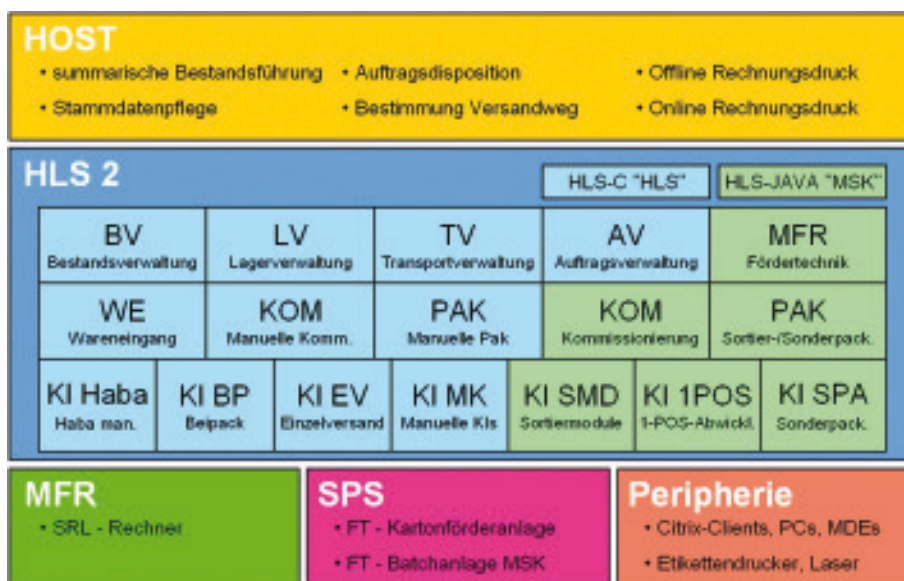 HOST
• summarische Bestandsführung • Auftragsdisposition • Offline Rechnungsdruck
• Stammdatenpflege • Bestimmung Versandweg • Online Rechnungsdruck
HLS 2 HLS-C "HLS" HLS-JAVA "MSK"
BV LV TV AV MFR
Bestandsverwaltung Lagerverwaltung Transportverwaltung Auftragsverwaltung Fördertechnik
WE KOM PAK KOM PAK
Wareneingang Manuelle Komm. Manuelle Pak Kommissionierung Sortier-/Sonderpack.
KI Haba KI BP KI EV KI MK KI SMD KI 1POS KI SPA
Haba man. Beipack Einzelversand Manuelle KIs Sortiermodule 1-POS-Abwickl. Sonderpack.
MFR SPS Peripherie
• SRL - Rechner • FT - Kartonförderanlage • Citrix-Clients, PCs, MDEs
• FT - Batchanlage MSK • Etikettendrucker, Laser